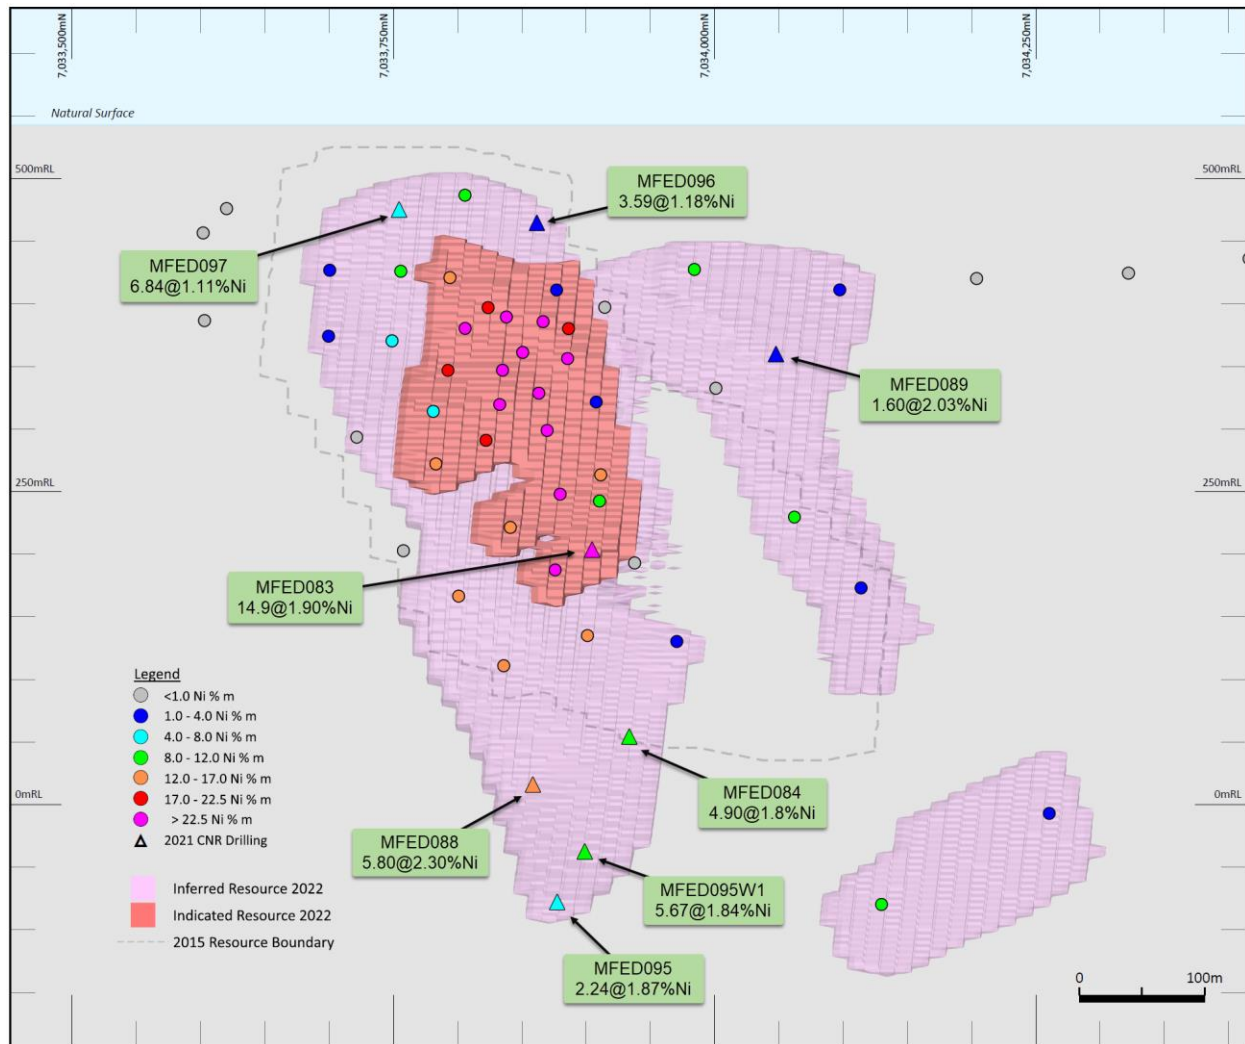 7,033,500mN
7,033,750mN
7,034,000mN
7,034,250mN
Natural Surface
500mRL
500mRL
MFED096
3.59@1.18%Ni
MFED097
6.84@1.11%Ni
MFED089
1.60@2.03%Ni
250mRL
250mRL
MFED083
14.9@1.90%Ni
Legend
<1.0 Ni % m
1.0 - 4.0 Ni % m
4.0 - 8.0 Ni % m
8.0 - 12.0 Ni % m
12.0 - 17.0 Ni % m
17.0 - 22.5 Ni % m
> 22.5 Ni % m
2021 CNR Drilling
Inferred Resource 2022
Indicated Resource 2022
2015 Resource Boundary
0mRL
0mRL
MFED084
4.90@1.8%Ni
MFED088
5.80@2.30%Ni
MFED095W1
5.67@1.84%Ni
MFED095
2.24@1.87%Ni
0 100m